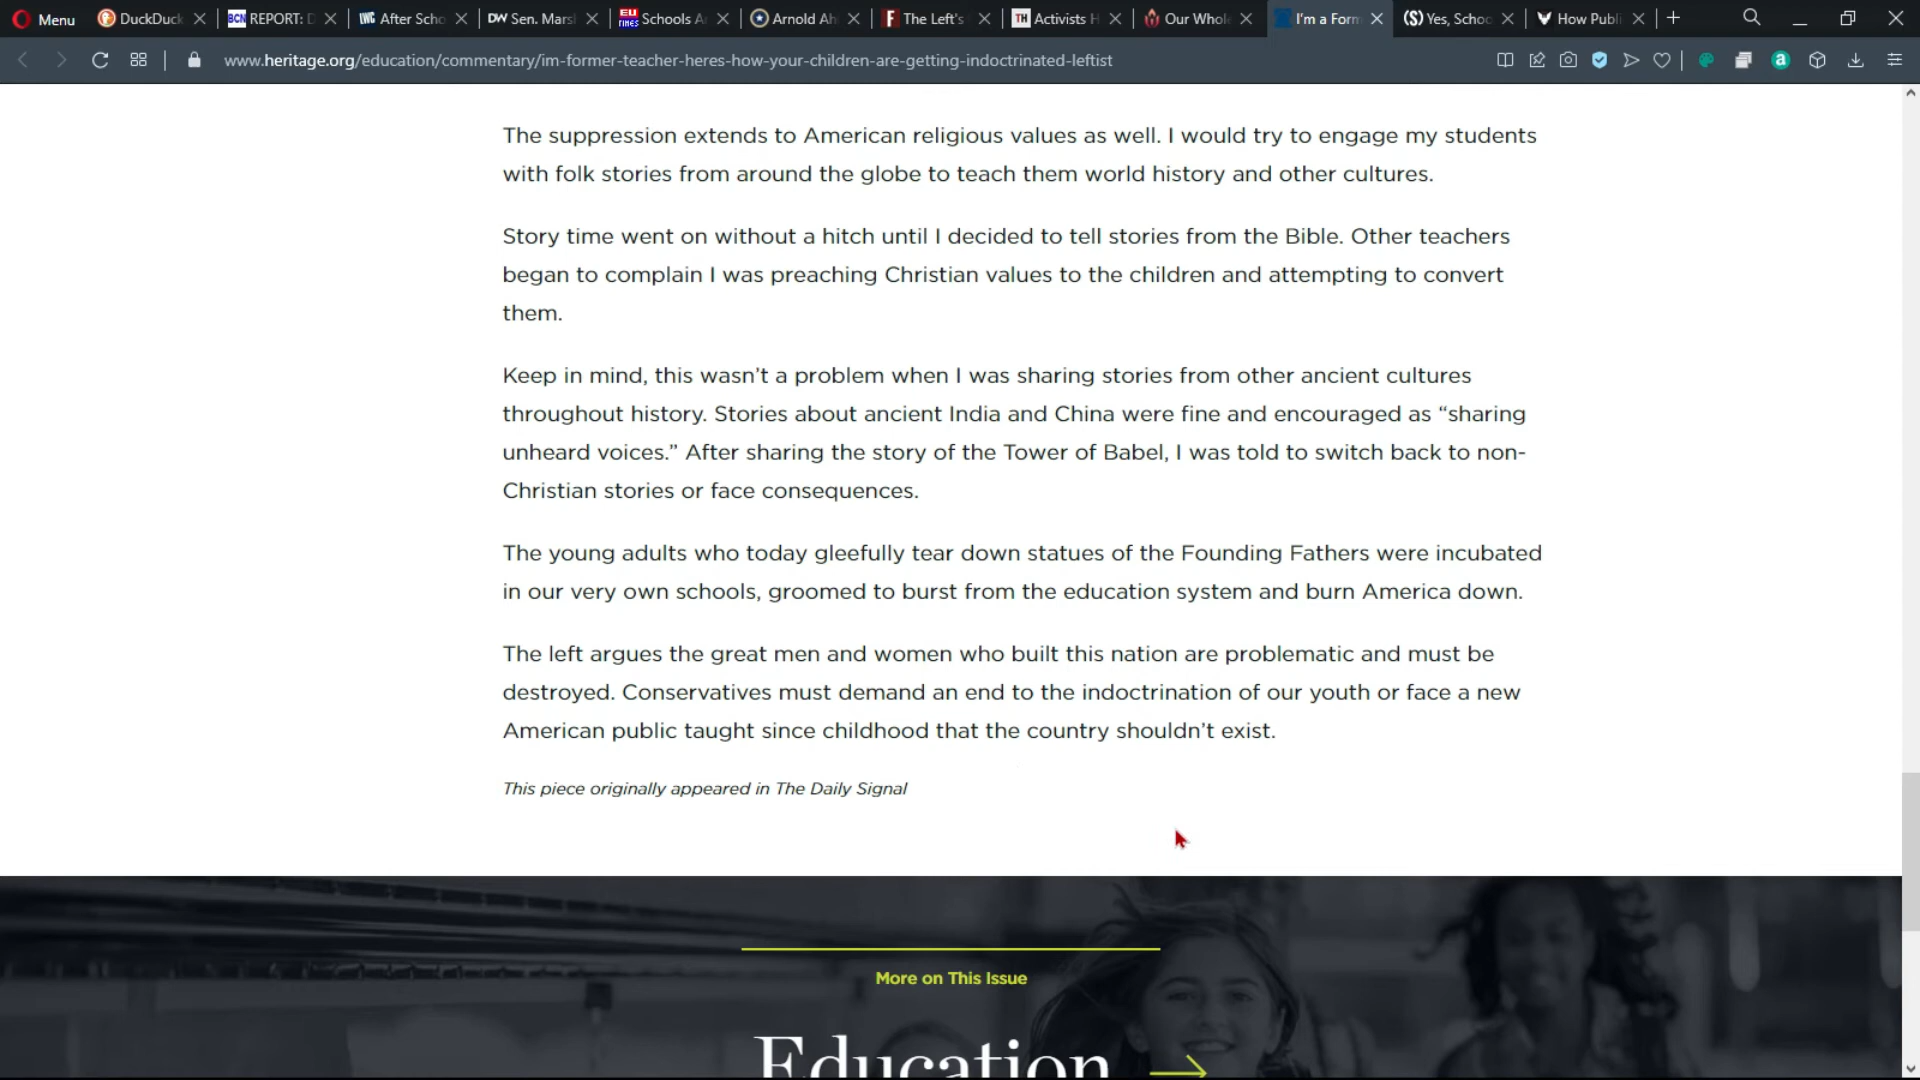 Menu
DuckDuck
BCN REPORT: D
IWC After Scho
DW Sen. Mars
EU TIMES Schools A
Arnold Ah
F The Left's
TH Activists H
Our Whol
I'm a Form
(S) Yes, Schoo
How Publi
www.heritage.org/education/commentary/im-former-teacher-heres-how-your-children-are-getting-indoctrinated-leftist
The suppression extends to American religious values as well. I would try to engage my students
with folk stories from around the globe to teach them world history and other cultures.
Story time went on without a hitch until I decided to tell stories from the Bible. Other teachers
began to complain I was preaching Christian values to the children and attempting to convert
them.
Keep in mind, this wasn’t a problem when I was sharing stories from other ancient cultures
throughout history. Stories about ancient India and China were fine and encouraged as “sharing
unheard voices.” After sharing the story of the Tower of Babel, I was told to switch back to non-
Christian stories or face consequences.
The young adults who today gleefully tear down statues of the Founding Fathers were incubated
in our very own schools, groomed to burst from the education system and burn America down.
The left argues the great men and women who built this nation are problematic and must be
destroyed. Conservatives must demand an end to the indoctrination of our youth or face a new
American public taught since childhood that the country shouldn’t exist.
This piece originally appeared in The Daily Signal
More on This Issue
Education